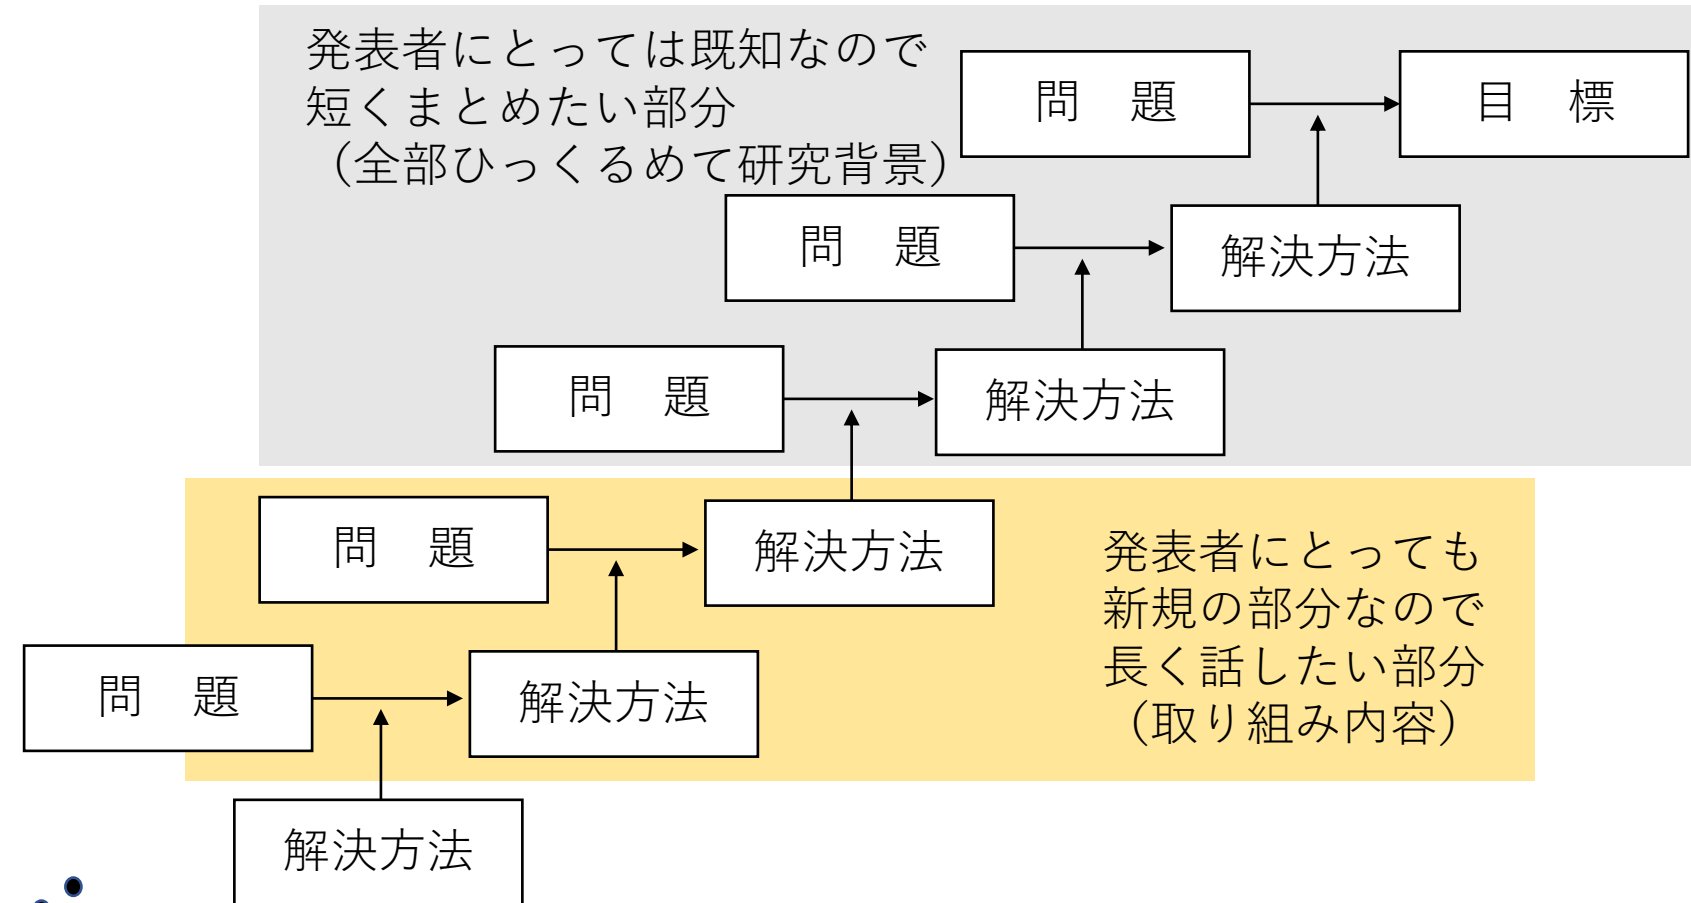 発表者にとっては既知なので
短くまとめたい部分
（全部ひっくるめて研究背景）
問　題
目　標
問　題
解決方法
問　題
解決方法
問　題
解決方法
発表者にとっても
新規の部分なので
長く話したい部分
（取り組み内容）
問　題
解決方法
解決方法